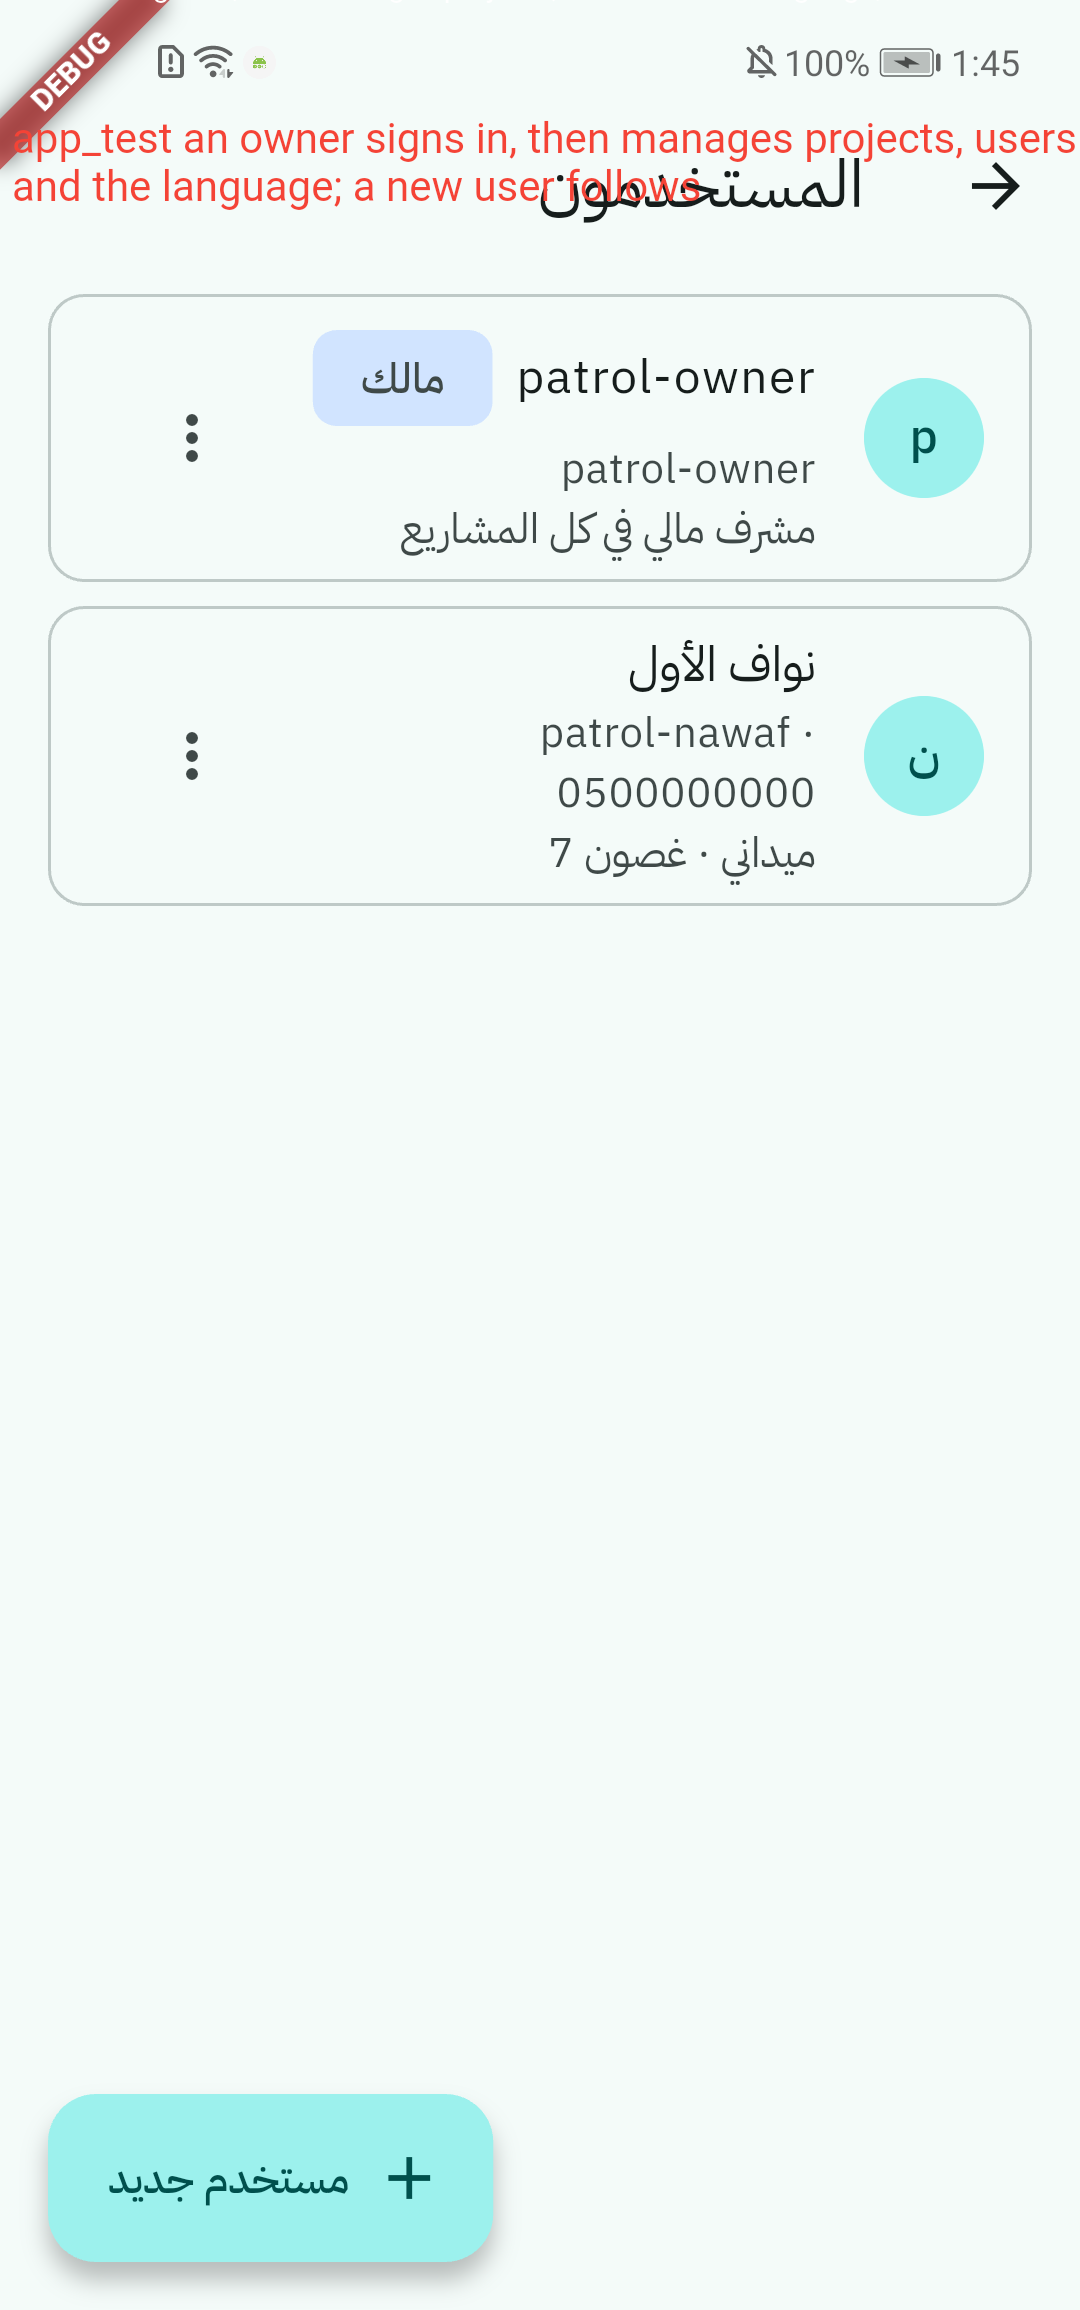 DEBUG
100% 1:45
app_test an owner signs in, then manages projects, users
and the language; a new user follows
المستخدمون
p
patrol-owner مالك
patrol-owner
مشرف مالي في كل المشاريع
ن
نواف الأول
patrol-nawaf ·
0500000000
ميداني · غصون 7
مستخدم جديد